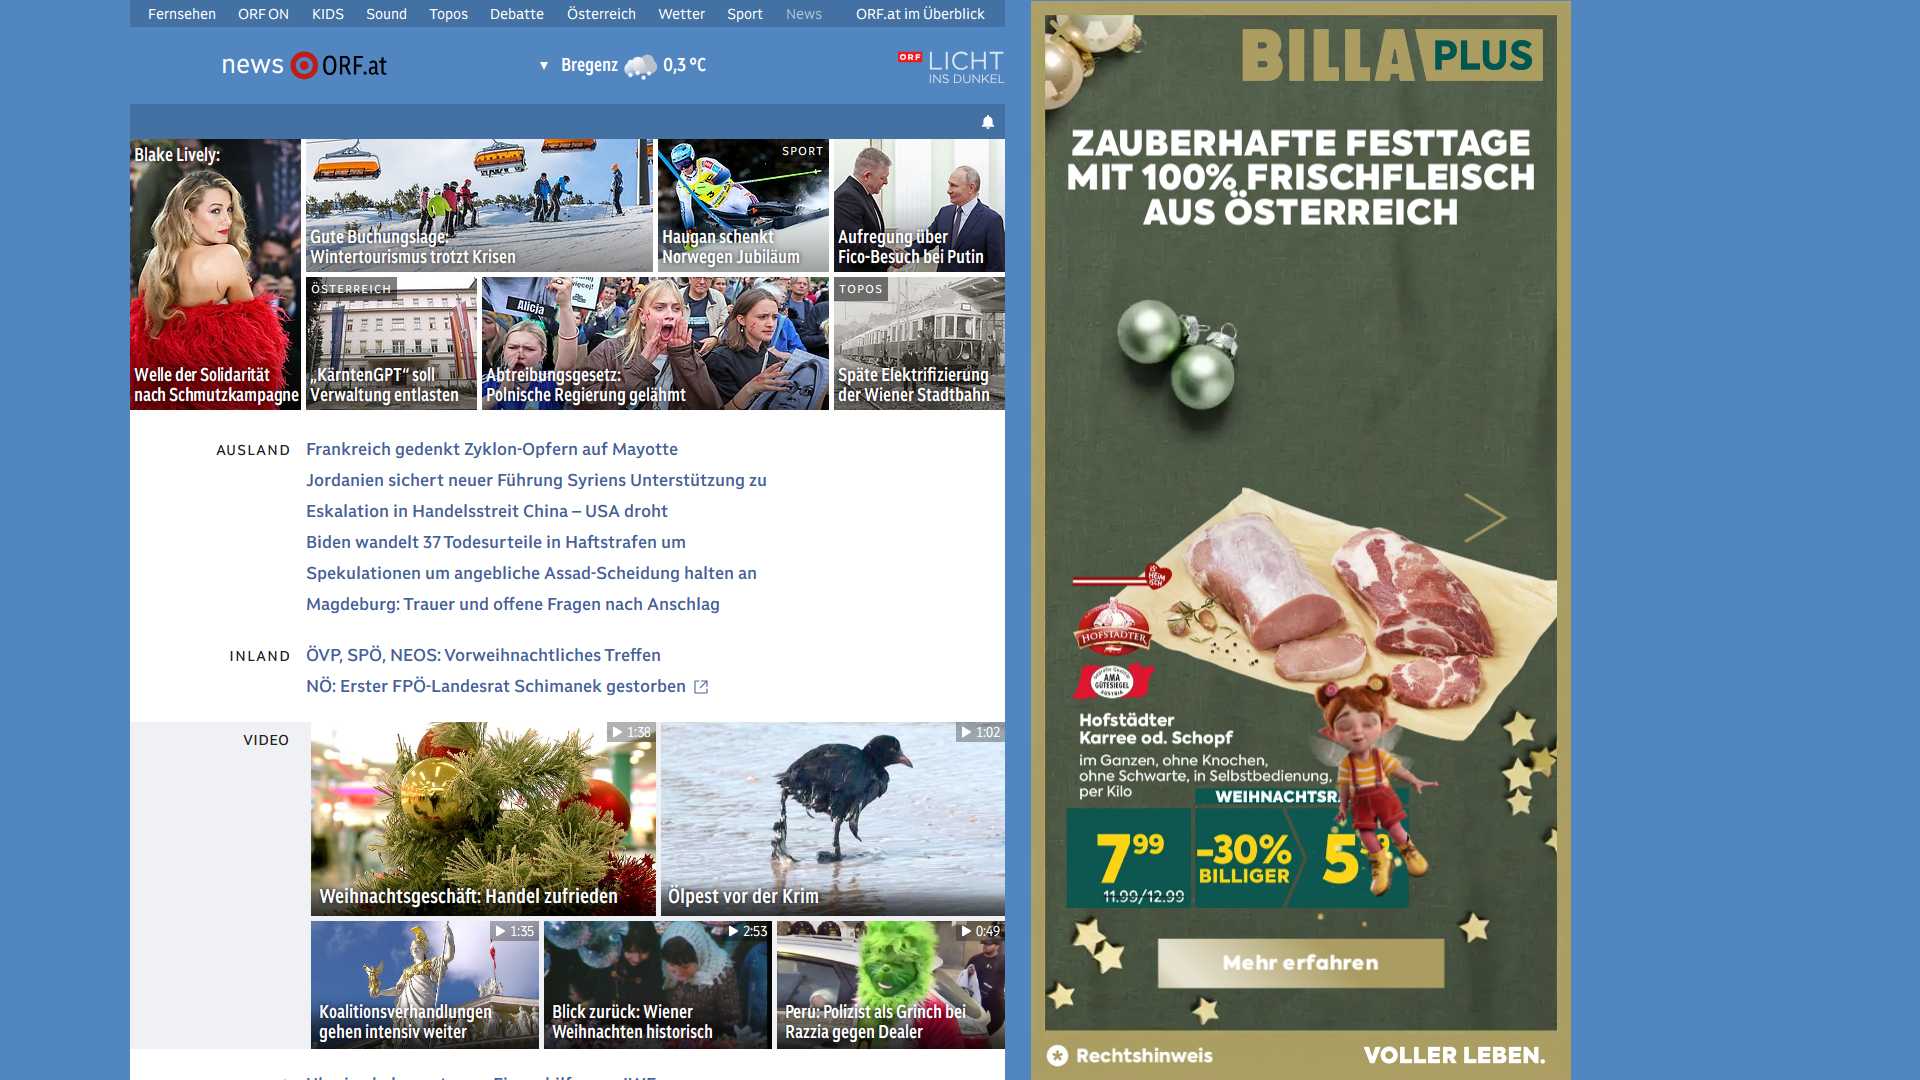 Fernsehen ORF ON KIDS Sound Topos Debatte Österreich Wetter Sport News ORF.at im Überblick
news ORF.at
Bregenz 0,3 °C
ORF LICHT
INS DUNKEL
Blake Lively:
Welle der Solidarität
nach Schmutzkampagne
Gute Buchungslage:
Wintertourismus trotzt Krisen
SPORT
Haugan schenkt
Norwegen Jubiläum
Aufregung über
Fico-Besuch bei Putin
ÖSTERREICH
„KärntenGPT“ soll
Verwaltung entlasten
Alicja
więcej!
Abtreibungsgesetz:
Polnische Regierung gelähmt
TOPOS
Späte Elektrifizierung
der Wiener Stadtbahn
AUSLAND
Frankreich gedenkt Zyklon-Opfern auf Mayotte
Jordanien sichert neuer Führung Syriens Unterstützung zu
Eskalation in Handelsstreit China – USA droht
Biden wandelt 37 Todesurteile in Haftstrafen um
Spekulationen um angebliche Assad-Scheidung halten an
Magdeburg: Trauer und offene Fragen nach Anschlag
INLAND
ÖVP, SPÖ, NEOS: Vorweihnachtliches Treffen
NÖ: Erster FPÖ-Landesrat Schimanek gestorben
VIDEO
1:38
Weihnachtsgeschäft: Handel zufrieden
1:02
Ölpest vor der Krim
1:35
Koalitionsverhandlungen
gehen intensiv weiter
2:53
Blick zurück: Wiener
Weihnachten historisch
0:49
Peru: Polizist als Grinch bei
Razzia gegen Dealer
BILLA PLUS
ZAUBERHAFTE FESTTAGE
MIT 100% FRISCHFLEISCH
AUS ÖSTERREICH
IS'
HEIM
ISCH
HOFSTÄDTER
AMA
GÜTESIEGEL
AUSTRIA
Hofstädter
Karree od. Schopf
im Ganzen, ohne Knochen,
ohne Schwarte, in Selbstbedienung,
per Kilo
WEIHNACHTSRA
7 99
11.99/12.99
-30%
BILLIGER
5
Mehr erfahren
Rechtshinweis
VOLLER LEBEN.